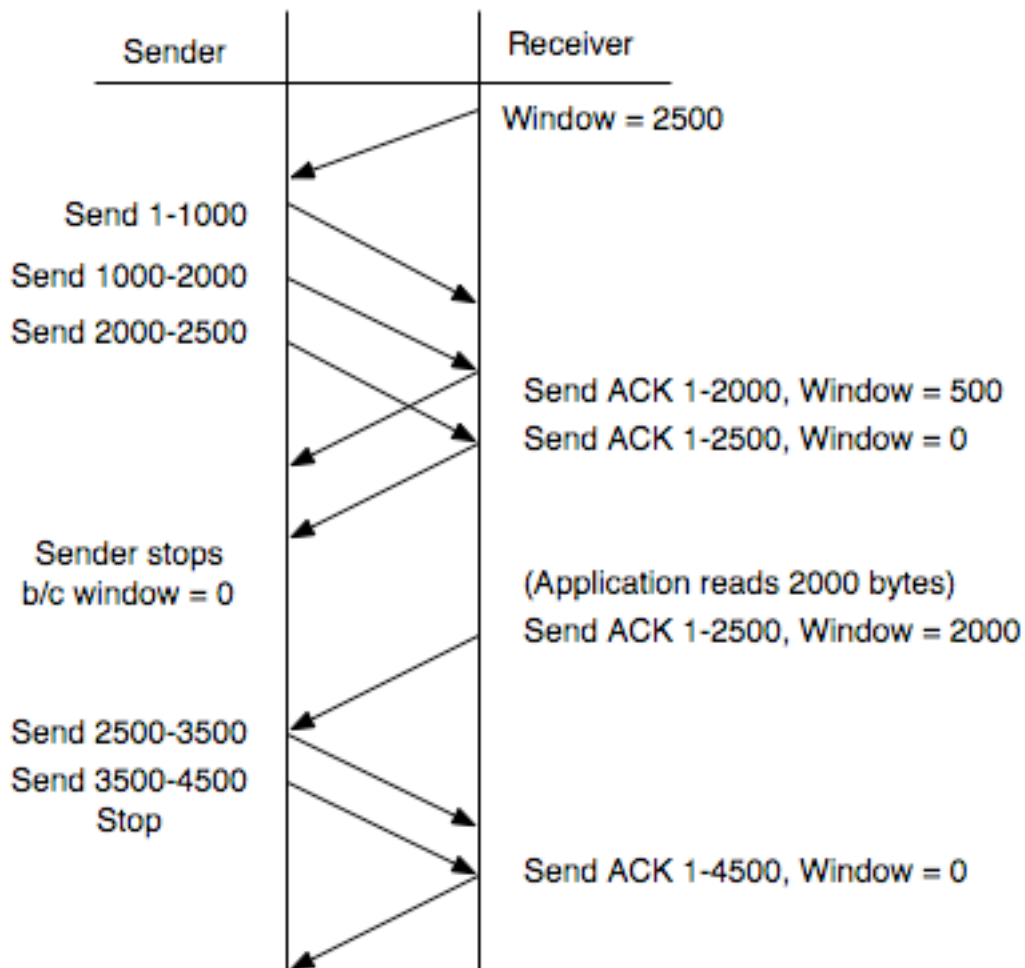 Sender
Receiver
Window = 2500
Send 1-1000
Send 1000-2000
Send 2000-2500
Send ACK 1-2000, Window = 500
Send ACK 1-2500, Window = 0
Sender stops
b/c window = 0
(Application reads 2000 bytes)
Send ACK 1-2500, Window = 2000
Send 2500-3500
Send 3500-4500
Stop
Send ACK 1-4500, Window = 0